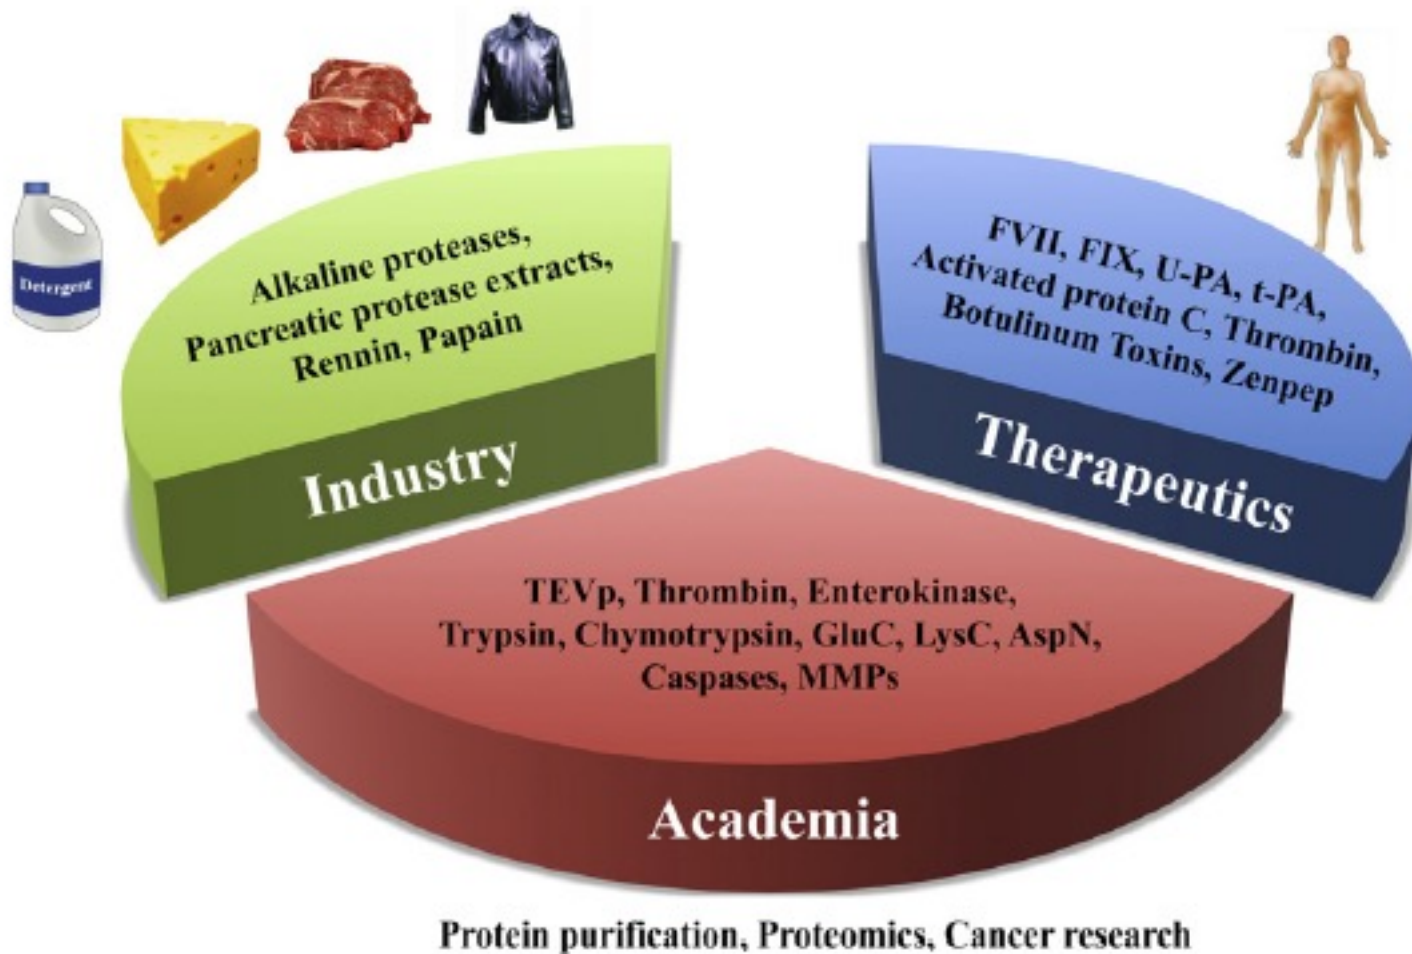 Detergent
Alkaline proteases,
Pancreatic protease extracts,
Rennin, Papain
Industry
FVII, FIX, U-PA, t-PA,
Activated protein C, Thrombin,
Botulinum Toxins, Zenpep
Therapeutics
TEVp, Thrombin, Enterokinase,
Trypsin, Chymotrypsin, GluC, LysC, AspN,
Caspases, MMPs
Academia
Protein purification, Proteomics, Cancer research